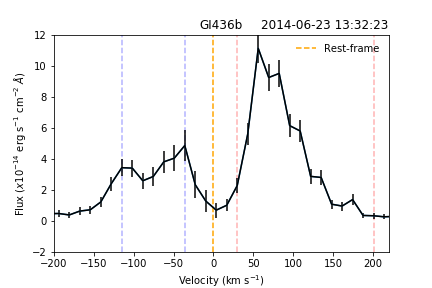 GI436b 2014-06-23 13:32:23
Rest-frame
12
10
8
6
4
2
0
−2
Flux (x10⁻¹⁴ erg s⁻¹ cm⁻² Å)
−200 −150 −100 −50 0 50 100 150 200
Velocity (km s⁻¹)